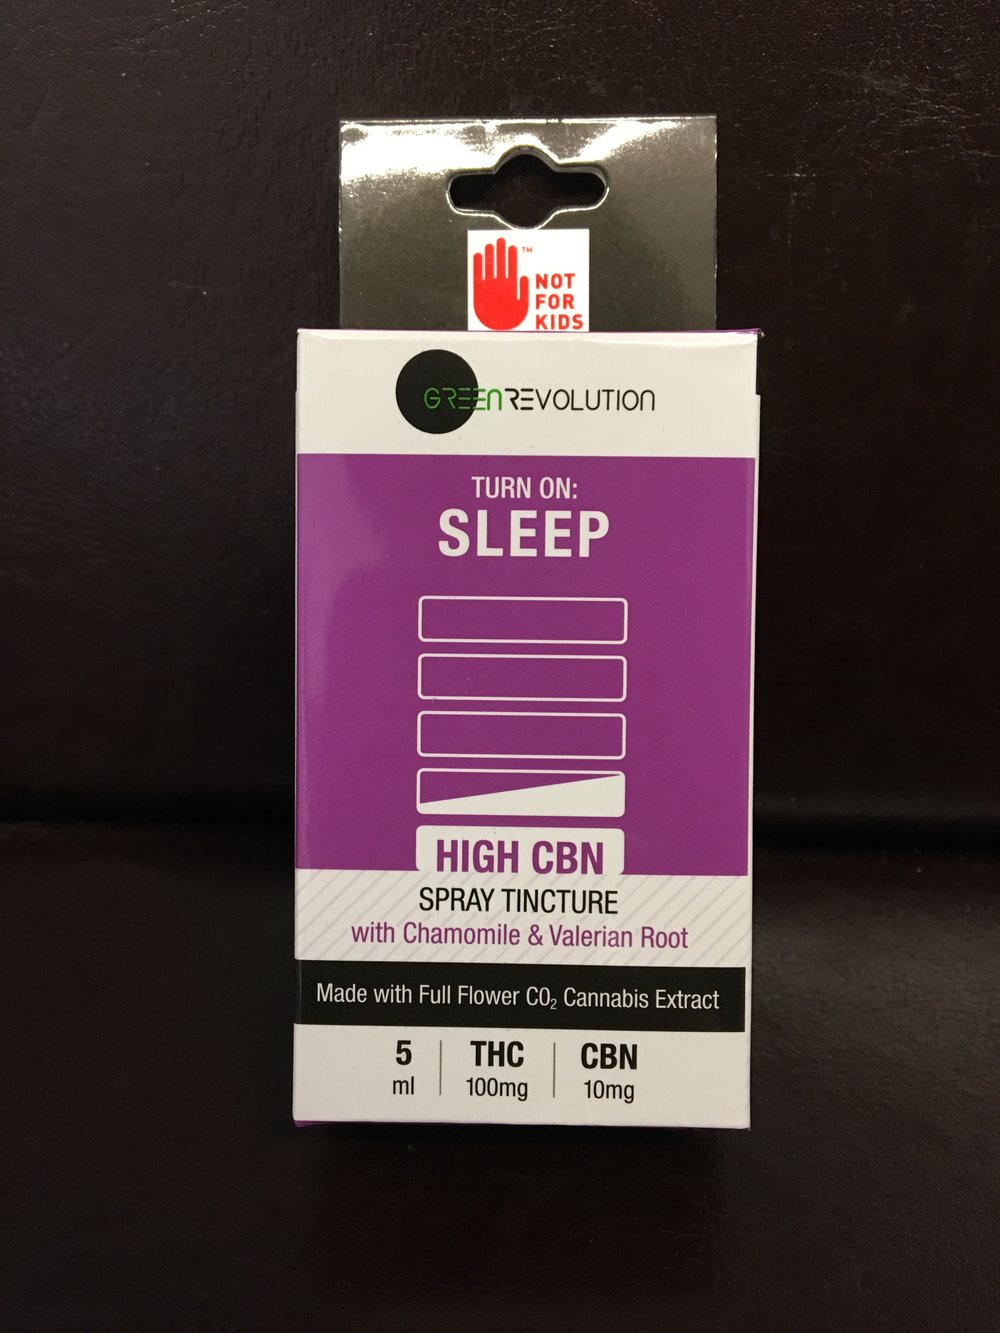 ™
NOT
FOR
KIDS
GREENREVOLUTION
TURN ON:
SLEEP
HIGH CBN
SPRAY TINCTURE
with Chamomile & Valerian Root
Made with Full Flower CO₂ Cannabis Extract
5 THC CBN
ml 100mg 10mg